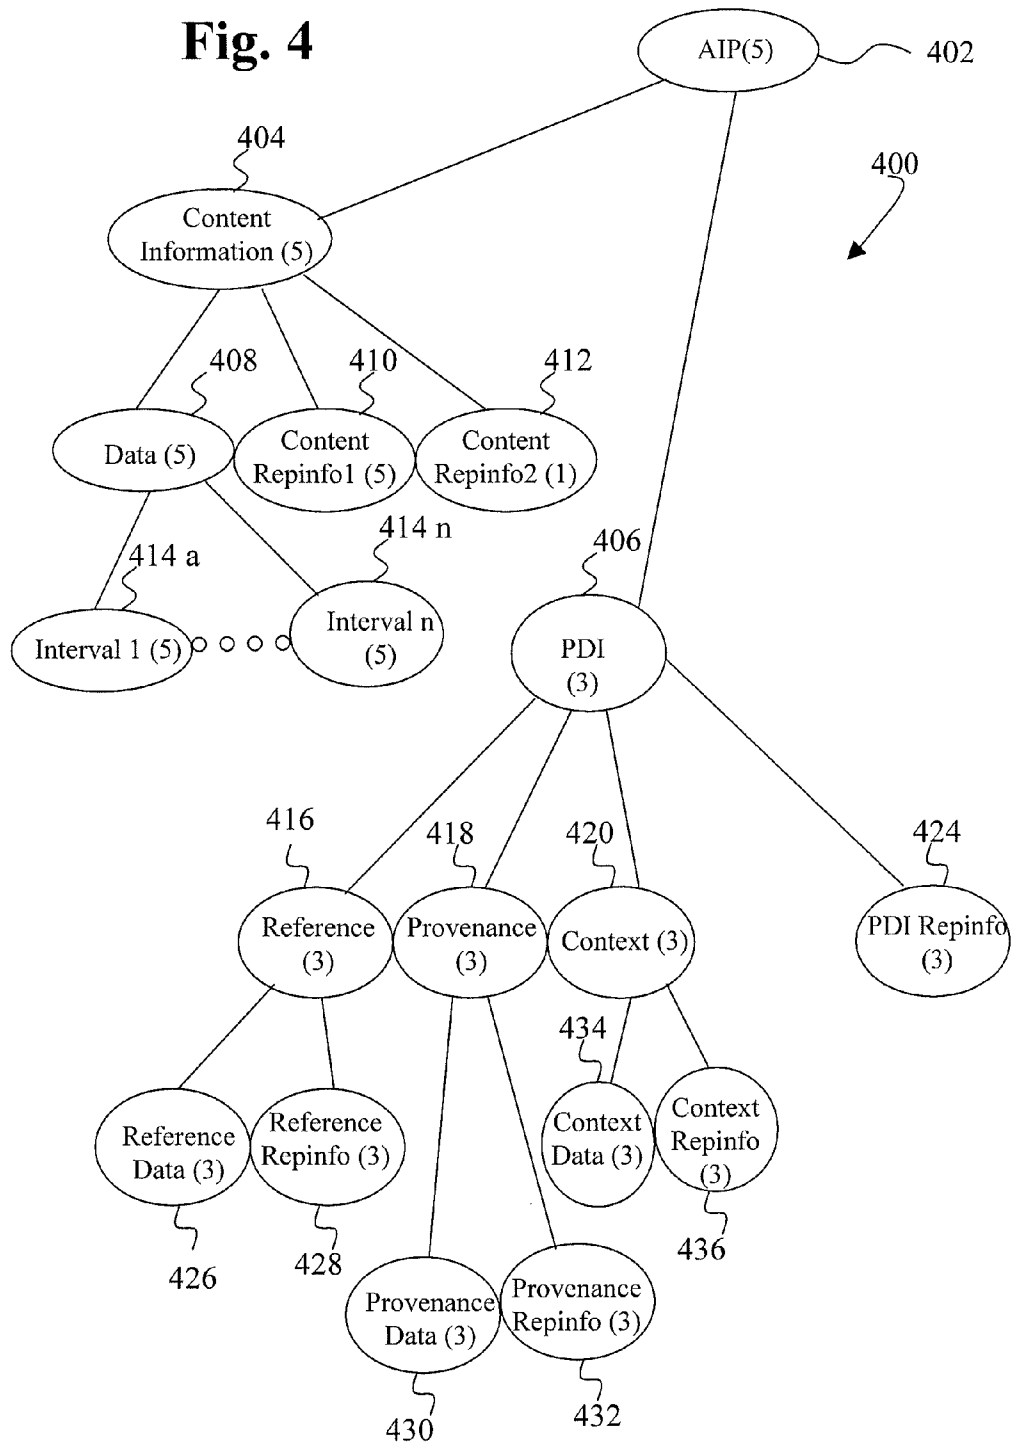 Fig. 4
AIP(5)
402
404
400
Content
Information (5)
408
410
412
Data (5)
Content
Repinfo1 (5)
Content
Repinfo2 (1)
414 a
414 n
406
Interval 1 (5)
Interval n
(5)
PDI
(3)
416
418
420
424
Reference
(3)
Provenance
(3)
Context (3)
PDI Repinfo
(3)
434
Reference
Data (3)
Reference
Repinfo (3)
Context
Data (3)
Context
Repinfo
(3)
426
428
436
Provenance
Data (3)
Provenance
Repinfo (3)
430
432